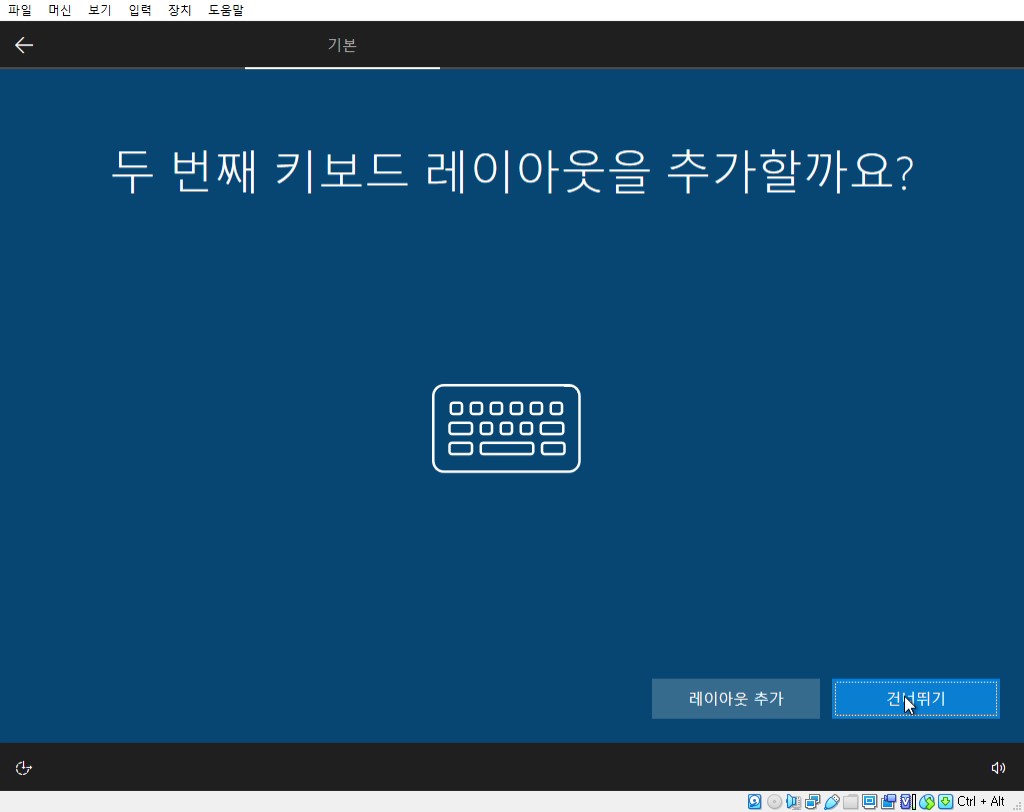 파일 머신 보기 입력 장치 도움말
기본
두 번째 키보드 레이아웃을 추가할까요?
레이아웃 추가 건너뛰기
Ctrl + Alt